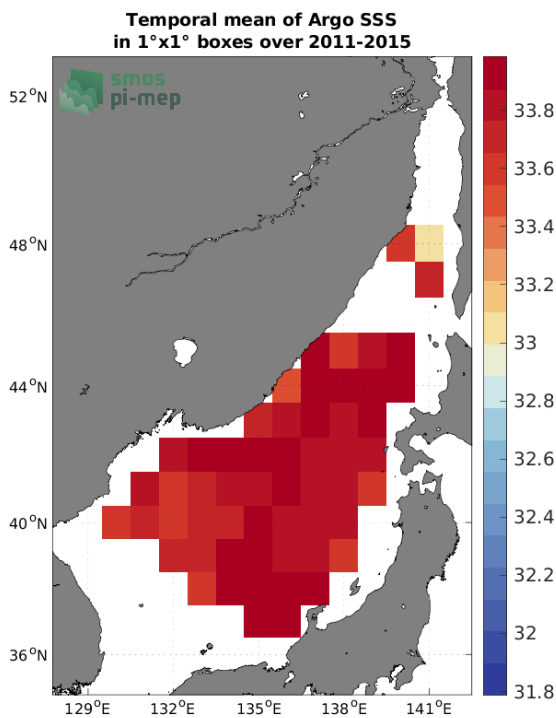 Temporal mean of Argo SSS
in 1°x1° boxes over 2011-2015
smos
pi-mep
52°N
48°N
44°N
40°N
36°N
129°E
132°E
135°E
138°E
141°E
33.8
33.6
33.4
33.2
33
32.8
32.6
32.4
32.2
32
31.8